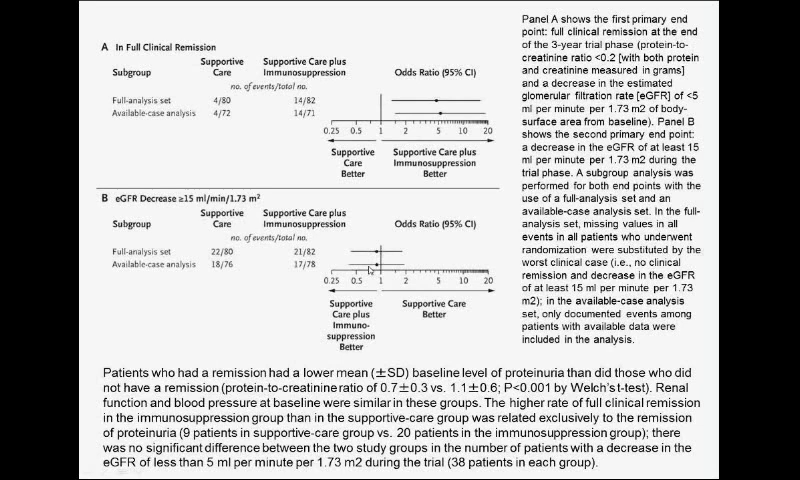 A In Full Clinical Remission
Subgroup
Supportive Care
Supportive Care plus Immunosuppression
Odds Ratio (95% CI)
no. of events/total no.
Full-analysis set 4/80 14/82
Available-case analysis 4/72 14/71
0.25 0.5 1 2 5 10 20
Supportive Care Better
Supportive Care plus Immunosuppression Better
B eGFR Decrease ≥15 ml/min/1.73 m²
Subgroup
Supportive Care
Supportive Care plus Immunosuppression
Odds Ratio (95% CI)
no. of events/total no.
Full-analysis set 22/80 21/82
Available-case analysis 18/76 17/78
0.25 0.5 1 2 5 10 20
Supportive Care plus Immuno-suppression Better
Supportive Care Better
Panel A shows the first primary end
point: full clinical remission at the end
of the 3-year trial phase (protein-to-
creatinine ratio <0.2 [with both protein
and creatinine measured in grams]
and a decrease in the estimated
glomerular filtration rate [eGFR] of <5
ml per minute per 1.73 m2 of body-
surface area from baseline). Panel B
shows the second primary end point:
a decrease in the eGFR of at least 15
ml per minute per 1.73 m2 during the
trial phase. A subgroup analysis was
performed for both end points with the
use of a full-analysis set and an
available-case analysis set. In the full-
analysis set, missing values in all
events in all patients who underwent
randomization were substituted by the
worst clinical case (i.e., no clinical
remission and decrease in the eGFR
of at least 15 ml per minute per 1.73
m2); in the available-case analysis
set, only documented events among
patients with available data were
included in the analysis.
Patients who had a remission had a lower mean (±SD) baseline level of proteinuria than did those who did
not have a remission (protein-to-creatinine ratio of 0.7±0.3 vs. 1.1±0.6; P<0.001 by Welch's t-test). Renal
function and blood pressure at baseline were similar in these groups. The higher rate of full clinical remission
in the immunosuppression group than in the supportive-care group was related exclusively to the remission
of proteinuria (9 patients in supportive-care group vs. 20 patients in the immunosuppression group); there
was no significant difference between the two study groups in the number of patients with a decrease in the
eGFR of less than 5 ml per minute per 1.73 m2 during the trial (38 patients in each group).